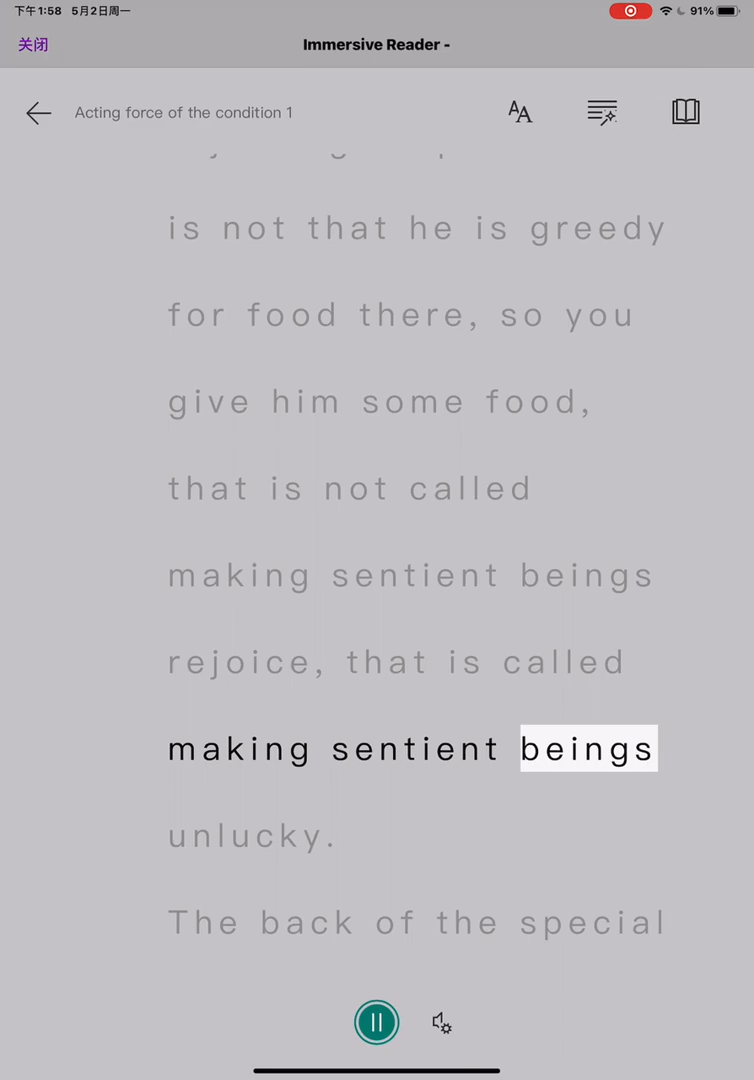 下午1:58 5月2日周一
91%
关闭
Immersive Reader -
Acting force of the condition 1
is not that he is greedy
for food there, so you
give him some food,
that is not called
making sentient beings
rejoice, that is called
making sentient beings
unlucky.
The back of the special